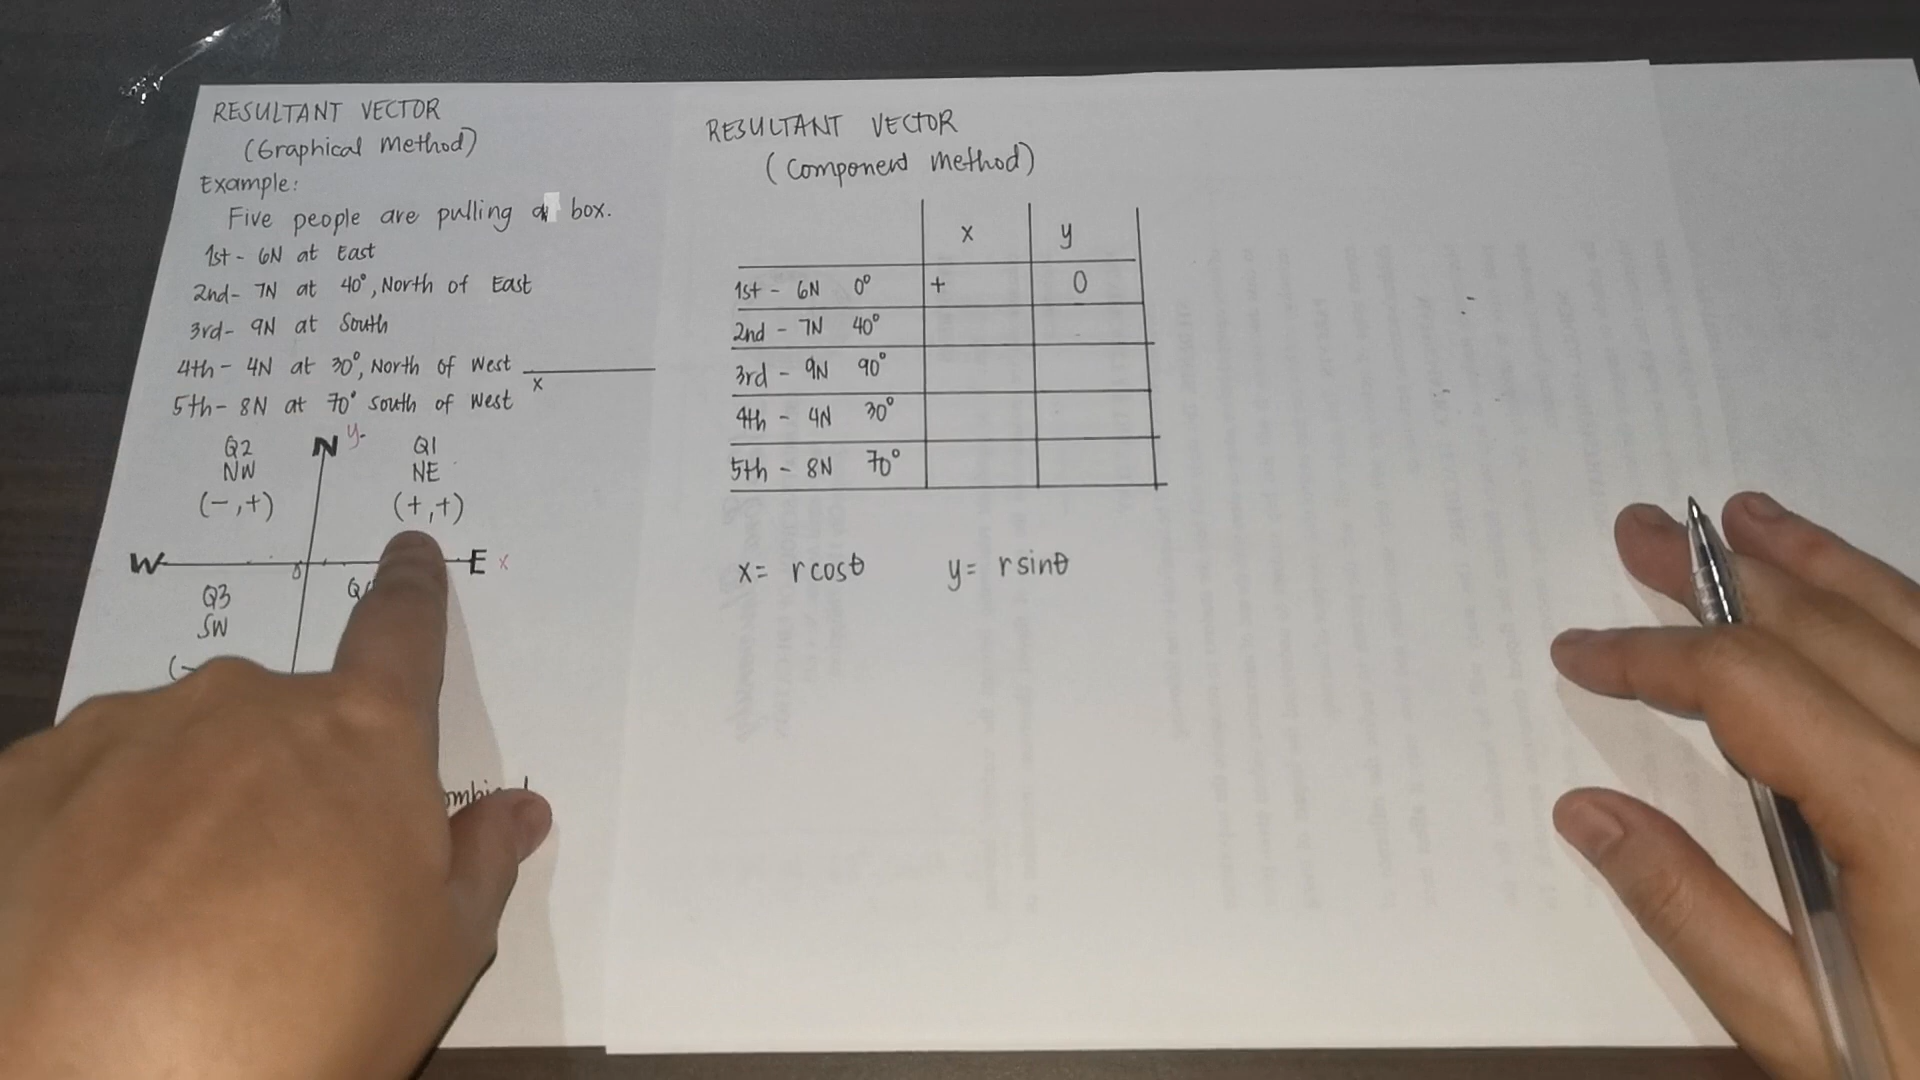 RESULTANT VECTOR
(Graphical Method)
Example:
Five people are pulling a box.
1st - 6N at East
2nd - 7N at 40°, North of East
3rd - 9N at South
4th - 4N at 30°, North of West
5th - 8N at 70° South of West
x
Q2
NW
(-,+)
N y
Q1
NE
(+,+)
W
E x
Q3
SW
(-
RESULTANT VECTOR
(Component Method)
x y
1st - 6N 0° + 0
2nd - 7N 40°
3rd - 9N 90°
4th - 4N 30°
5th - 8N 70°
x = r cosθ y = r sinθ